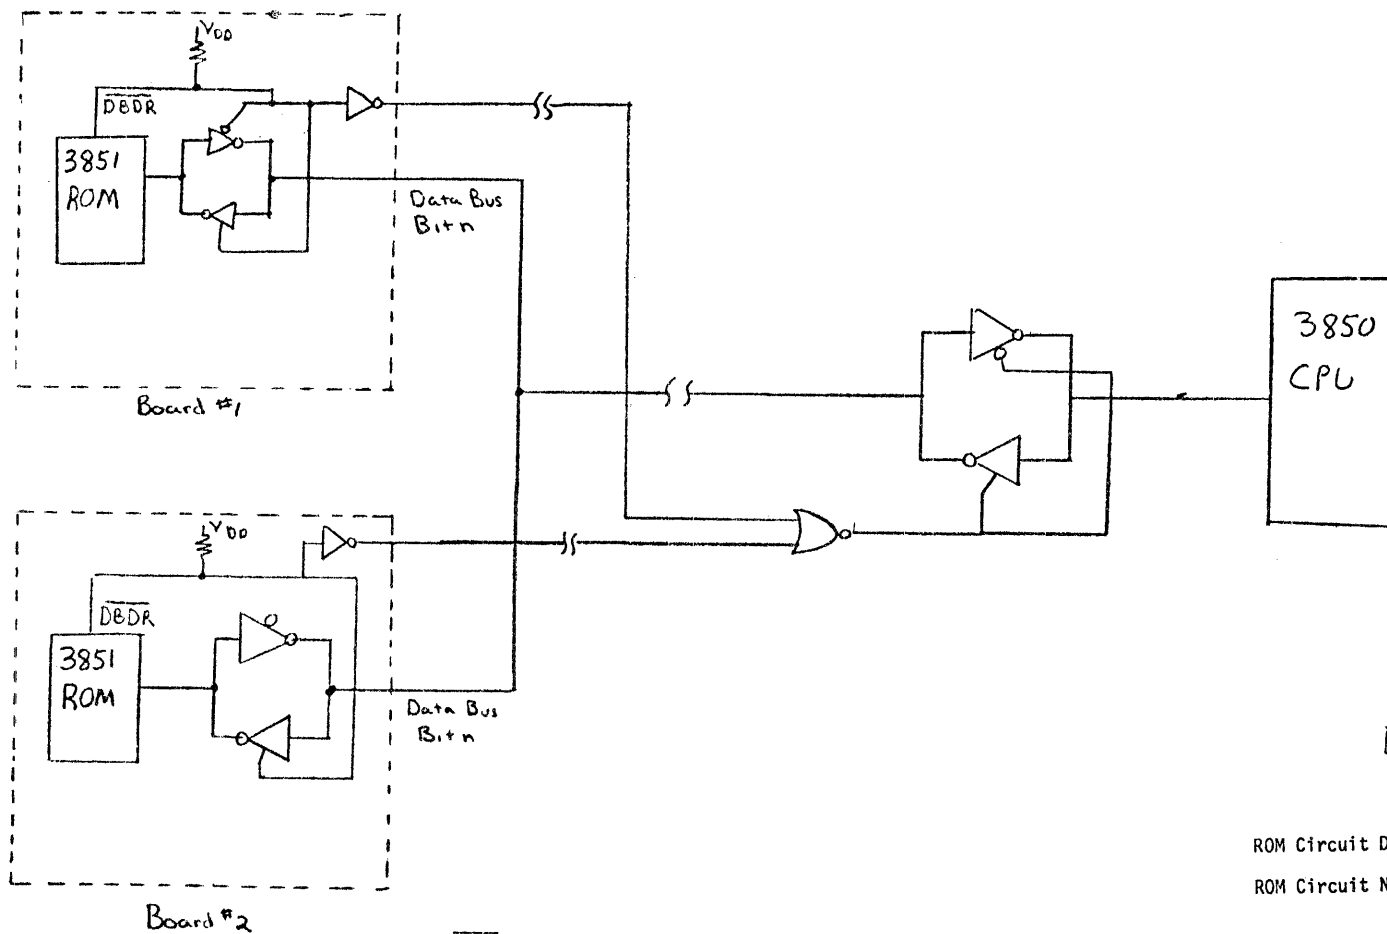 VDD
DBDR
3851
ROM
Data Bus
Bit n
Board #1
3850
CPU
VDD
DBDR
3851
ROM
Data Bus
Bit n
Board #2
ROM Circuit D
ROM Circuit N